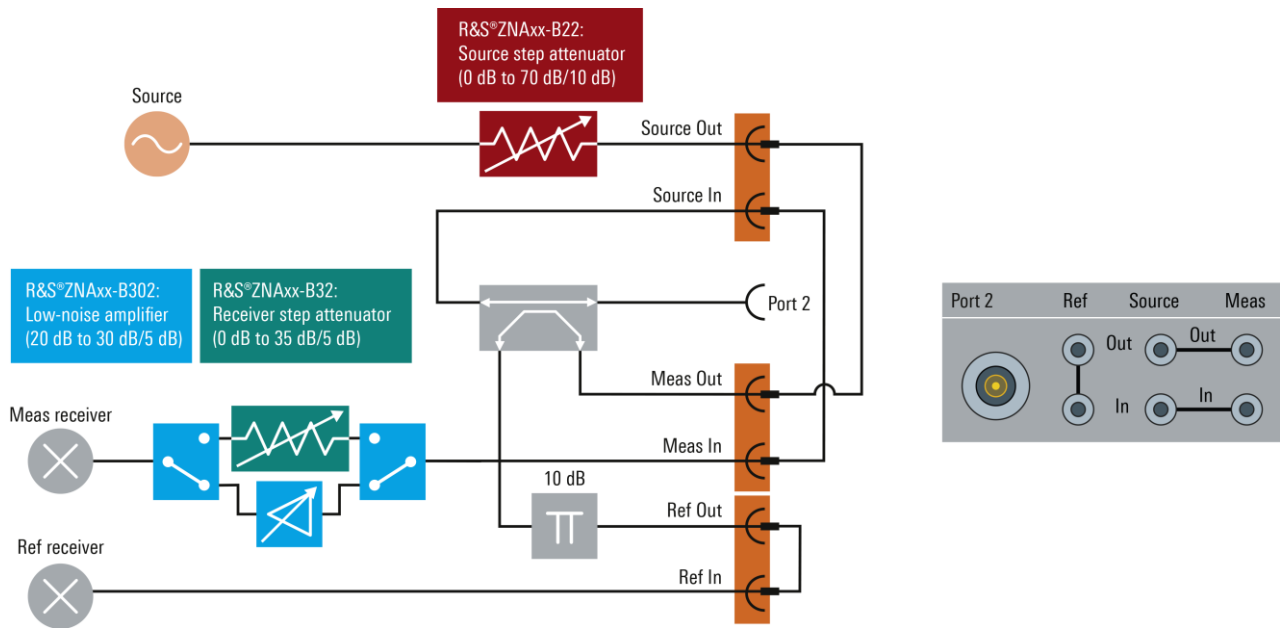 R&S®ZNAxx-B22:
Source step attenuator
(0 dB to 70 dB/10 dB)
Source
Source Out
Source In
R&S®ZNAxx-B302:
Low-noise amplifier
(20 dB to 30 dB/5 dB)
R&S®ZNAxx-B32:
Receiver step attenuator
(0 dB to 35 dB/5 dB)
Port 2
Meas Out
Meas receiver
Meas In
10 dB
Ref Out
Ref receiver
Ref In
Port 2 Ref Source Meas
Out Out
In In